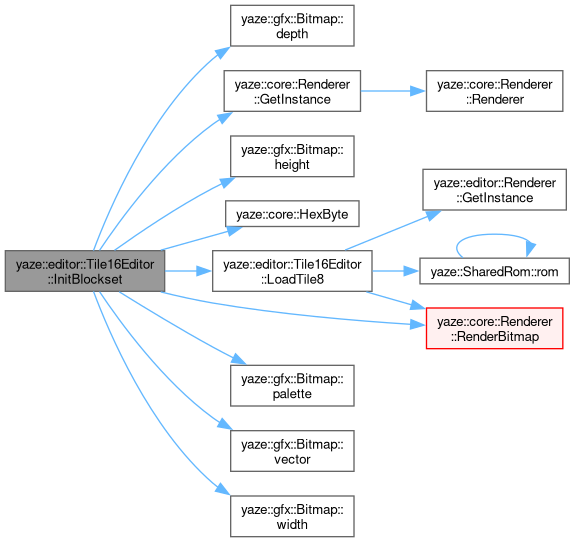 yaze::gfx::Bitmap::
depth
yaze::core::Renderer
::GetInstance
yaze::core::Renderer
::Renderer
yaze::gfx::Bitmap::
height
yaze::editor::Renderer
::GetInstance
yaze::core::HexByte
yaze::editor::Tile16Editor
::InitBlockset
yaze::editor::Tile16Editor
::LoadTile8
yaze::SharedRom::rom
yaze::core::Renderer
::RenderBitmap
yaze::gfx::Bitmap::
palette
yaze::gfx::Bitmap::
vector
yaze::gfx::Bitmap::
width